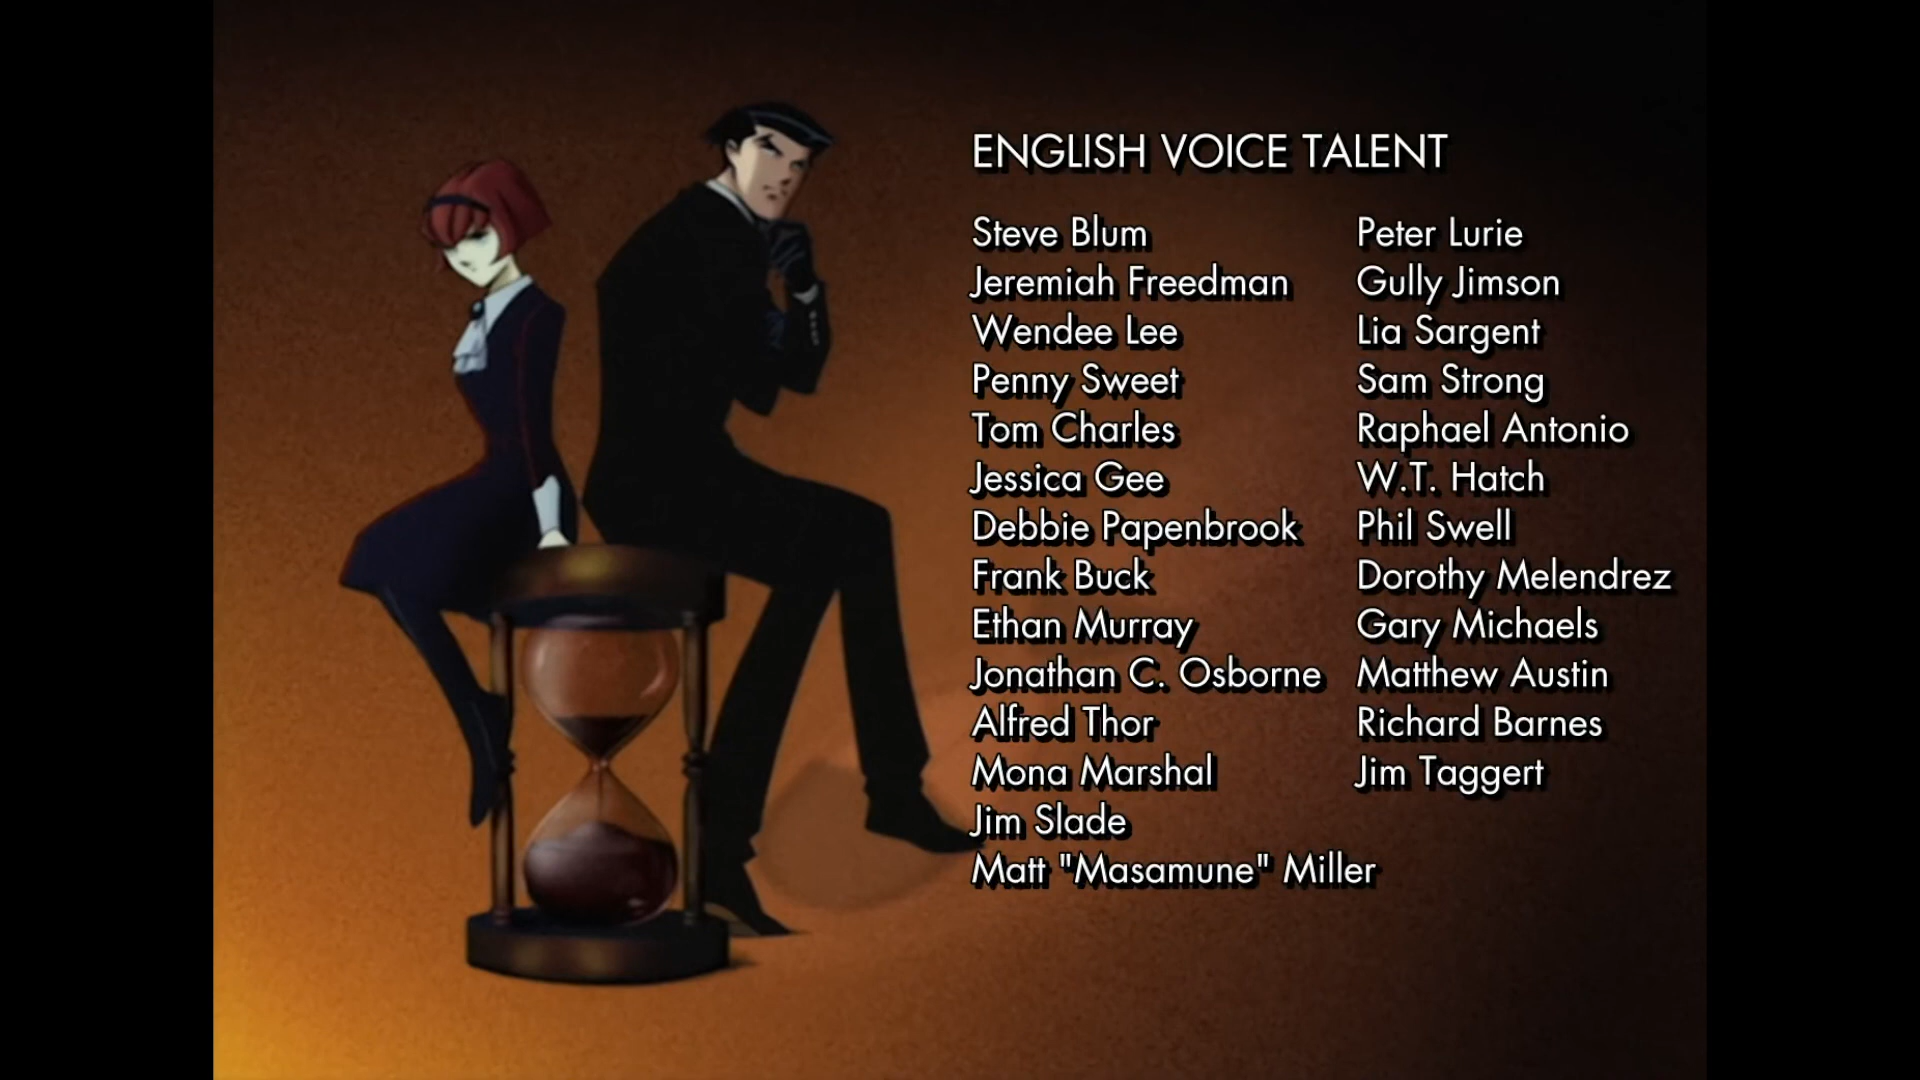 ENGLISH VOICE TALENT
Steve Blum
Jeremiah Freedman
Wendee Lee
Penny Sweet
Tom Charles
Jessica Gee
Debbie Papenbrook
Frank Buck
Ethan Murray
Jonathan C. Osborne
Alfred Thor
Mona Marshal
Jim Slade
Matt "Masamune" Miller
Peter Lurie
Gully Jimson
Lia Sargent
Sam Strong
Raphael Antonio
W.T. Hatch
Phil Swell
Dorothy Melendrez
Gary Michaels
Matthew Austin
Richard Barnes
Jim Taggert